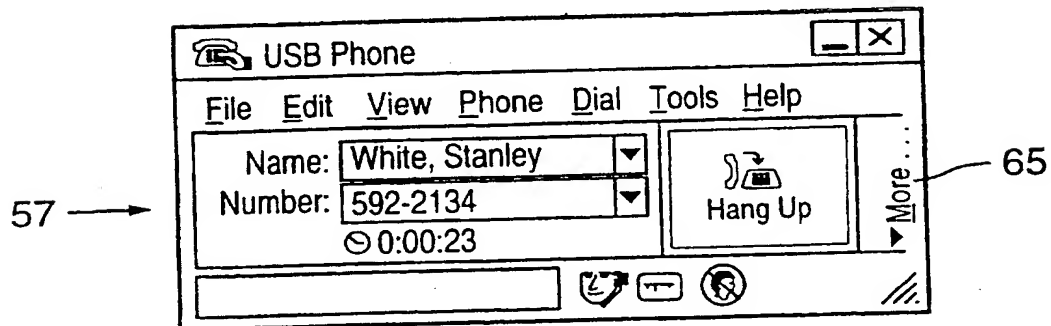 USB Phone
File Edit View Phone Dial Tools Help
Name: White, Stanley
Number: 592-2134
0:00:23
Hang Up
More...
65
57